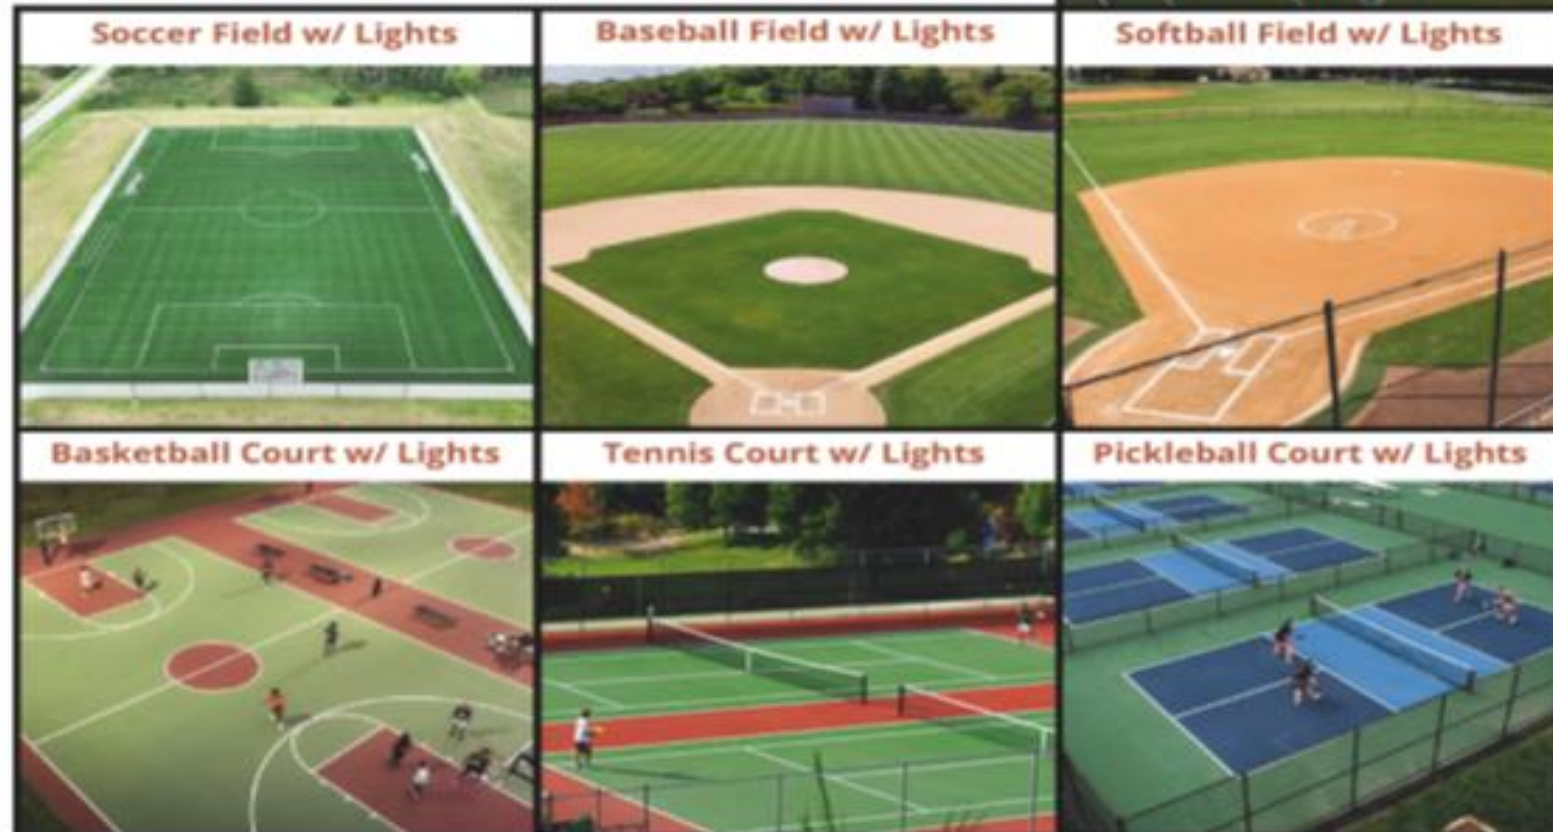 Soccer Field w/ Lights
Baseball Field w/ Lights
Softball Field w/ Lights
Basketball Court w/ Lights
Tennis Court w/ Lights
Pickleball Court w/ Lights